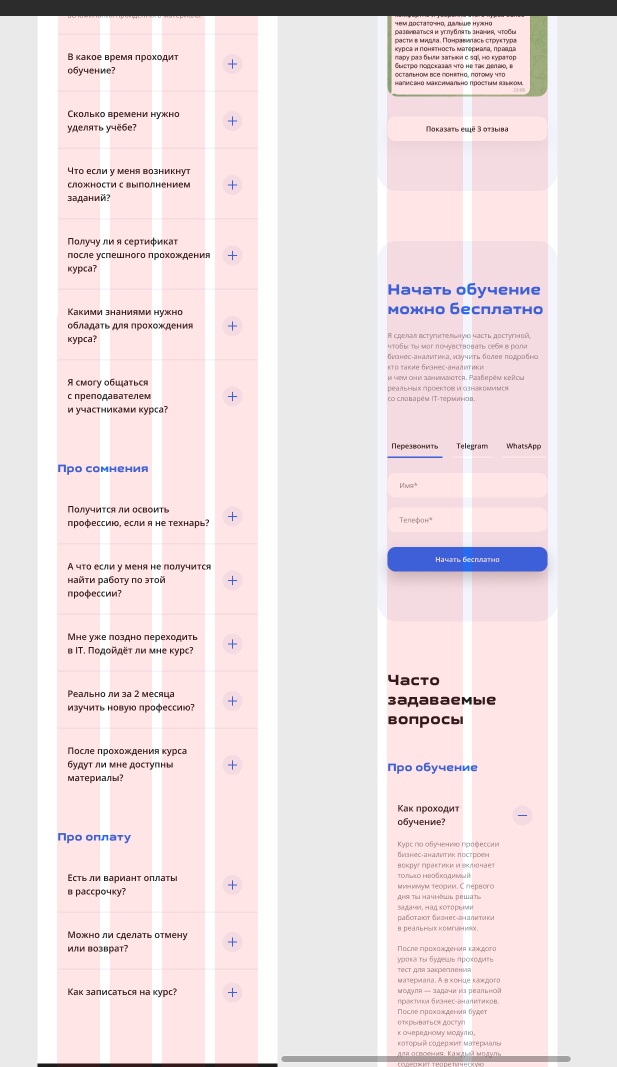 В какое время проходит
обучение?
Сколько времени нужно
уделять учёбе?
Что если у меня возникнут
сложности с выполнением
заданий?
Получу ли я сертификат
после успешного прохождения
курса?
Какими знаниями нужно
обладать для прохождения
курса?
Я смогу общаться
с преподавателем
и участниками курса?
Про сомнения
Получится ли освоить
профессию, если я не технарь?
А что если у меня не получится
найти работу по этой
профессии?
Мне уже поздно переходить
в IT. Подойдёт ли мне курс?
Реально ли за 2 месяца
изучить новую профессию?
После прохождения курса
будут ли мне доступны
материалы?
Про оплату
Есть ли вариант оплаты
в рассрочку?
Можно ли сделать отмену
или возврат?
Как записаться на курс?
чем достаточно, дальше нужно
развиваться и углублять знания, чтобы
расти в мидла. Понравилась структура
курса и понятность материала, правда
пару раз были затыки с sql, но куратор
быстро подсказал что не так делаю, в
остальном все понятно, потому что
написано максимально простым языком.
Показать ещё 3 отзыва
Начать обучение
можно бесплатно
Я сделал вступительную часть доступной,
чтобы ты мог почувствовать себя в роли
бизнес-аналитика, изучить более подробно
кто такие бизнес-аналитики
и чем они занимаются. Разберём кейсы
реальных проектов и ознакомимся
со словарём IT-терминов.
Перезвонить Telegram WhatsApp
Имя*
Телефон*
Начать бесплатно
Часто
задаваемые
вопросы
Про обучение
Как проходит
обучение?
Курс по обучению профессии
бизнес-аналитик построен
вокруг практики и включает
только необходимый
минимум теории. С первого
дня ты начнёшь решать
задачи, над которыми
работают бизнес-аналитики
в реальных компаниях.
После прохождения каждого
урока ты будешь проходить
тест для закрепления
материала. А в конце каждого
модуля — задачи из реальной
практики бизнес-аналитиков.
После прохождения будет
открываться доступ
к очередному модулю,
который содержит материалы
для освоения. Каждый модуль
содержит теоретическую